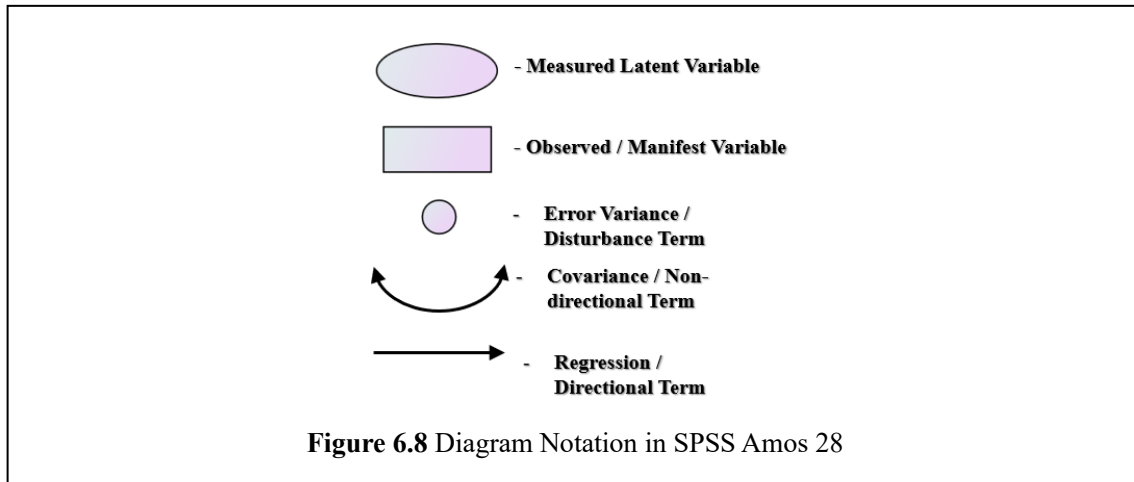 - Measured Latent Variable
- Observed / Manifest Variable
- Error Variance /
Disturbance Term
- Covariance / Non-
directional Term
- Regression /
Directional Term
Figure 6.8 Diagram Notation in SPSS Amos 28